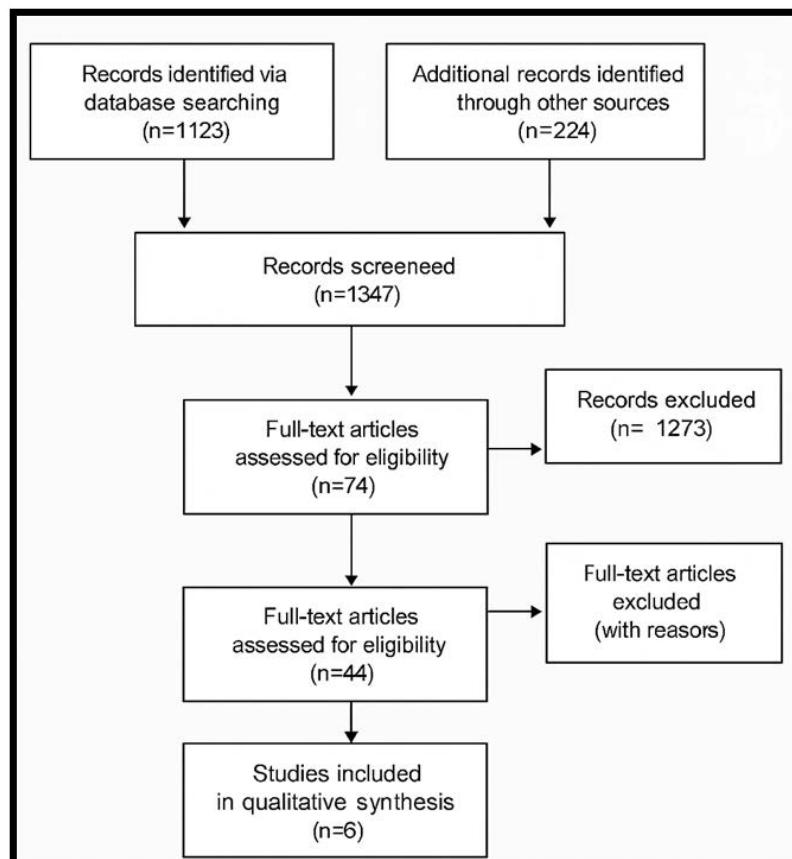 Records identified via
database searching
(n=1123)
Additional records identified
through other sources
(n=224)
Records screeneed
(n=1347)
Full-text articles
assessed for eligibility
(n=74)
Records excluded
(n= 1273)
Full-text articles
assessed for eligibility
(n=44)
Full-text articles
excluded
(with reasors)
Studies included
in qualitative synthesis
(n=6)